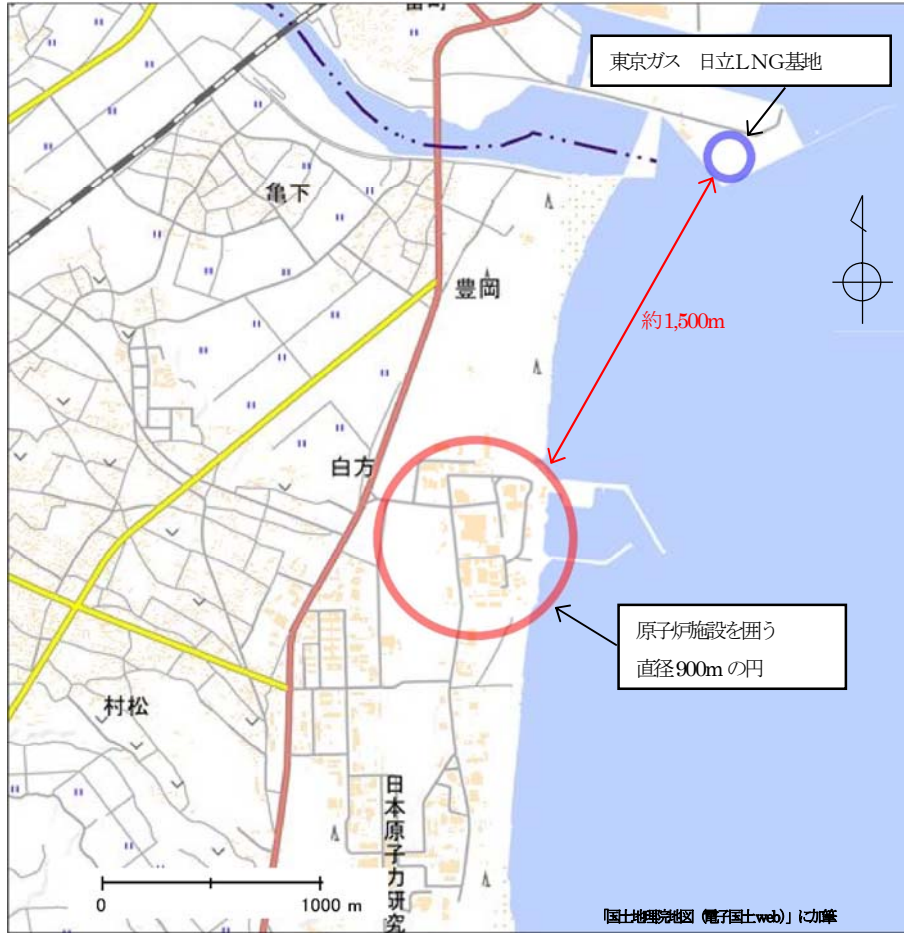 留町
東京ガス 日立LNG基地
亀下
豊岡
約1,500m
白方
原子炉施設を囲う
直径900mの円
村松
日本原子力研究
0
1000 m
「国土地理院地図（電子国土web）」に加筆